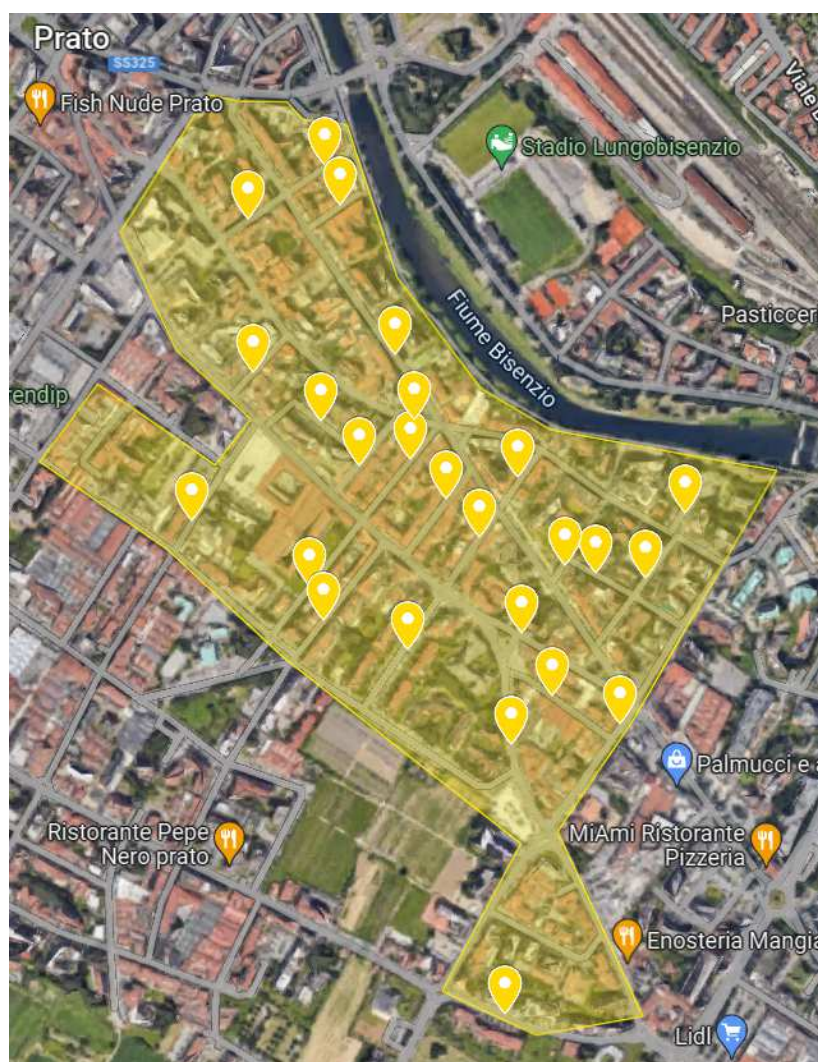 Prato
SS325
Fish Nude Prato
Stadio Lungobisenzio
Viale
Fiume Bisenzio
Pasticcer
rendip
Palmucci e a
Ristorante Pepe
Nero prato
MiAmi Ristorante
Pizzeria
Enosteria Mangia
Lidl